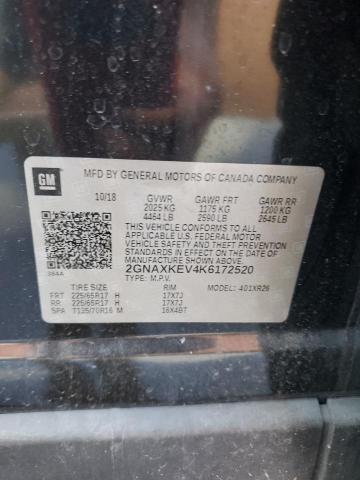 GM
MFD BY GENERAL MOTORS OF CANADA COMPANY
10/18 GVWR GAWR FRT GAWR RR
2025 KG 1175 KG 1200 KG
4464 LB 2590 LB 2645 LB
THIS VEHICLE CONFORMS TO ALL APPLICABLE
U.S. FEDERAL MOTOR VEHICLE SAFETY, BUMPER,
AND THEFT PREVENTION STANDARDS IN EFFECT
ON THE DATE OF MANUFACTURE SHOWN ABOVE.
2GNAXKEV4K6172520
384A TYPE: M.P.V. MODEL: 401XR26
TIRE SIZE RIM
FRT 225/65R17 H 17X7J
RR 225/65R17 H 17X7J
SPA T135/70R16 M 16X4BT